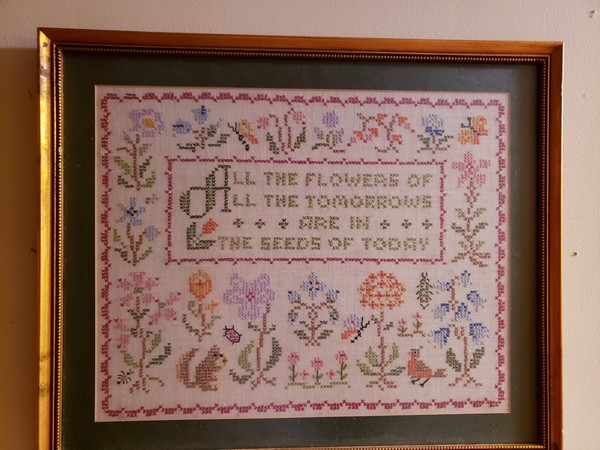 ALL THE FLOWERS OF
ALL THE TOMORROWS
ARE IN
THE SEEDS OF TODAY